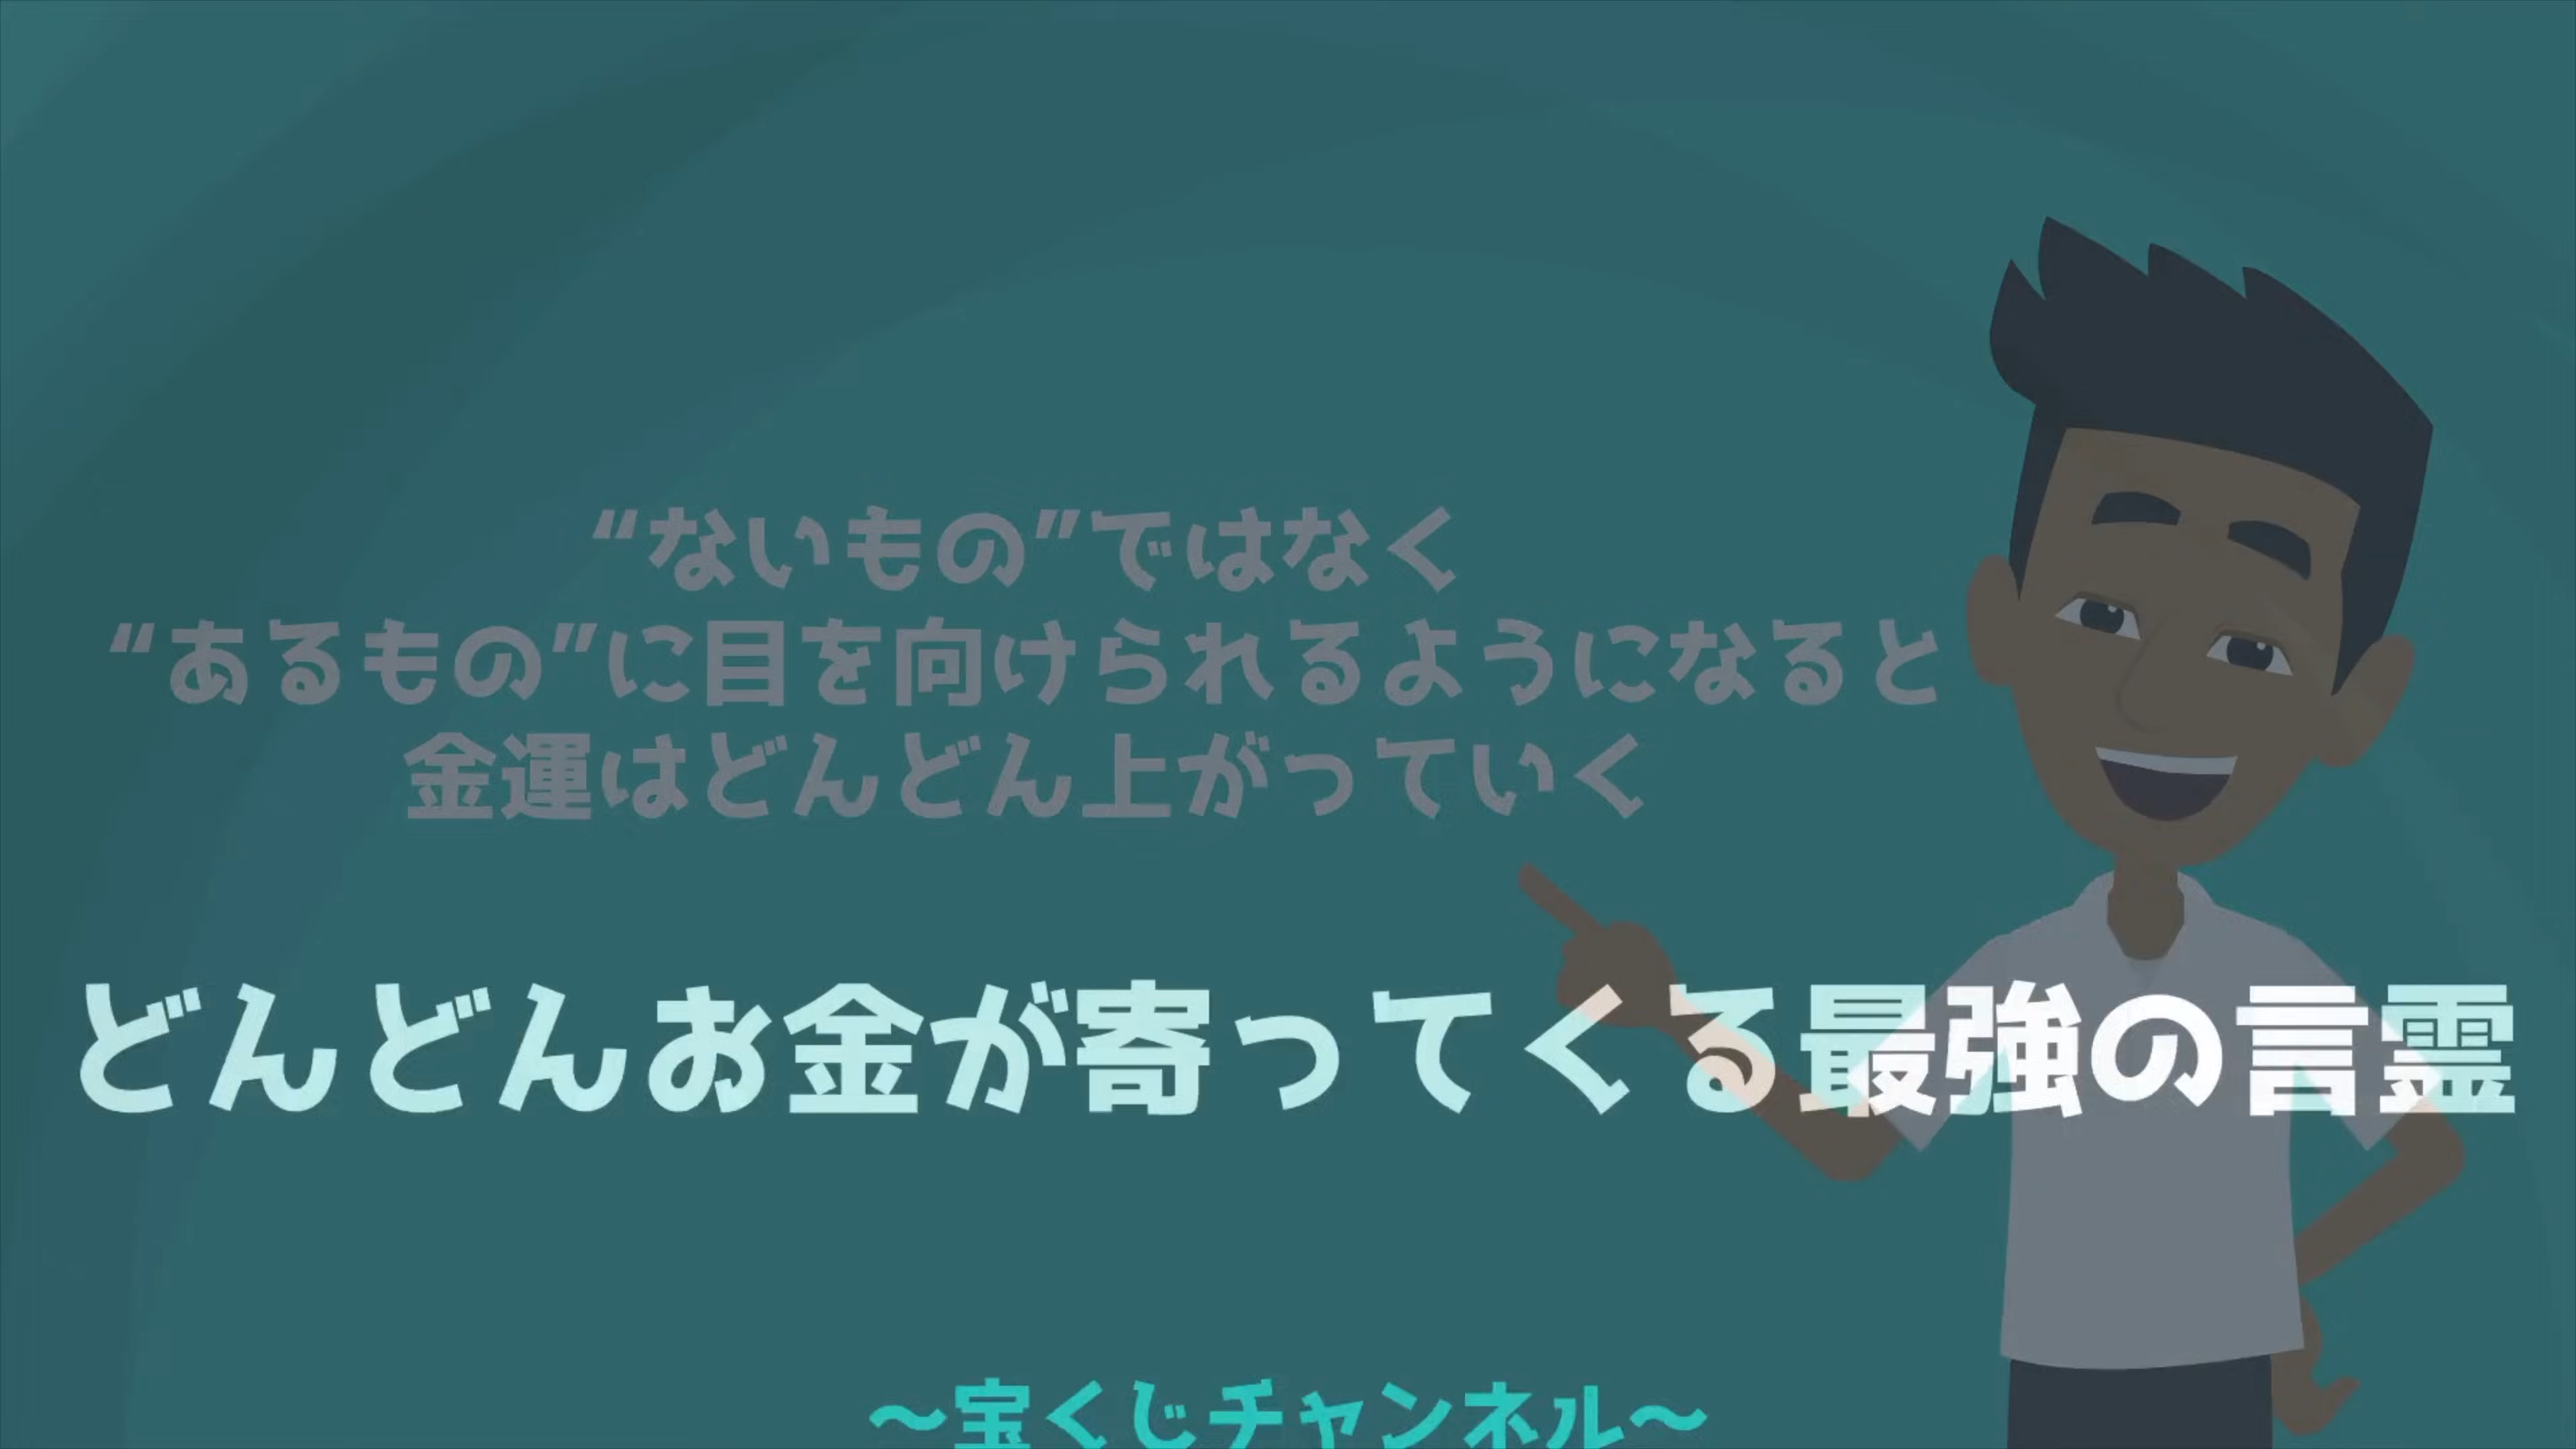 “ないもの”ではなく
“あるもの”に目を向けられるようになると
金運はどんどん上がっていく
どんどんお金が寄ってくる最強の言霊
～宝くじチャンネル～